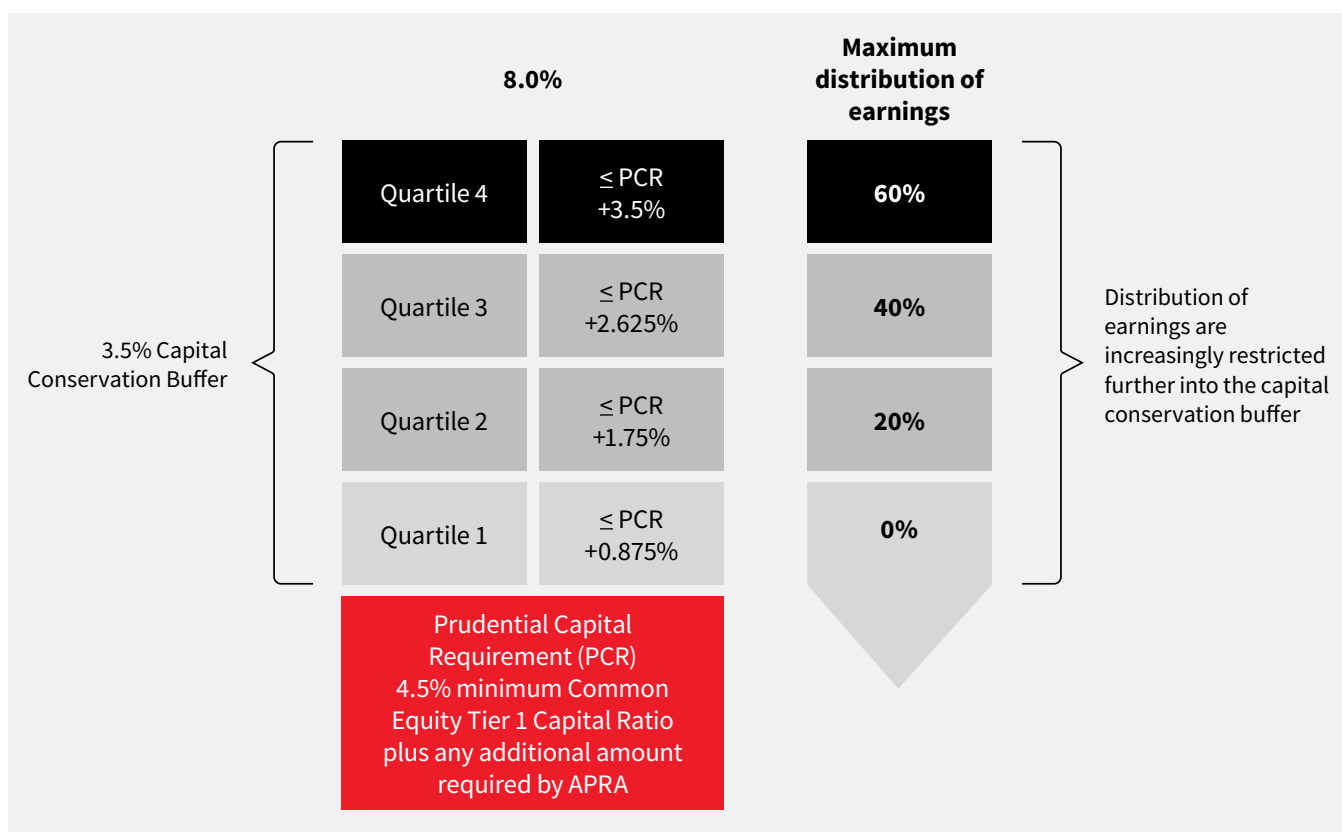 8.0%
Maximum
distribution of
earnings
3.5% Capital
Conservation Buffer
Quartile 4
≤ PCR
+3.5%
60%
Quartile 3
≤ PCR
+2.625%
40%
Quartile 2
≤ PCR
+1.75%
20%
Quartile 1
≤ PCR
+0.875%
0%
Distribution of
earnings are
increasingly restricted
further into the capital
conservation buffer
Prudential Capital
Requirement (PCR)
4.5% minimum Common
Equity Tier 1 Capital Ratio
plus any additional amount
required by APRA